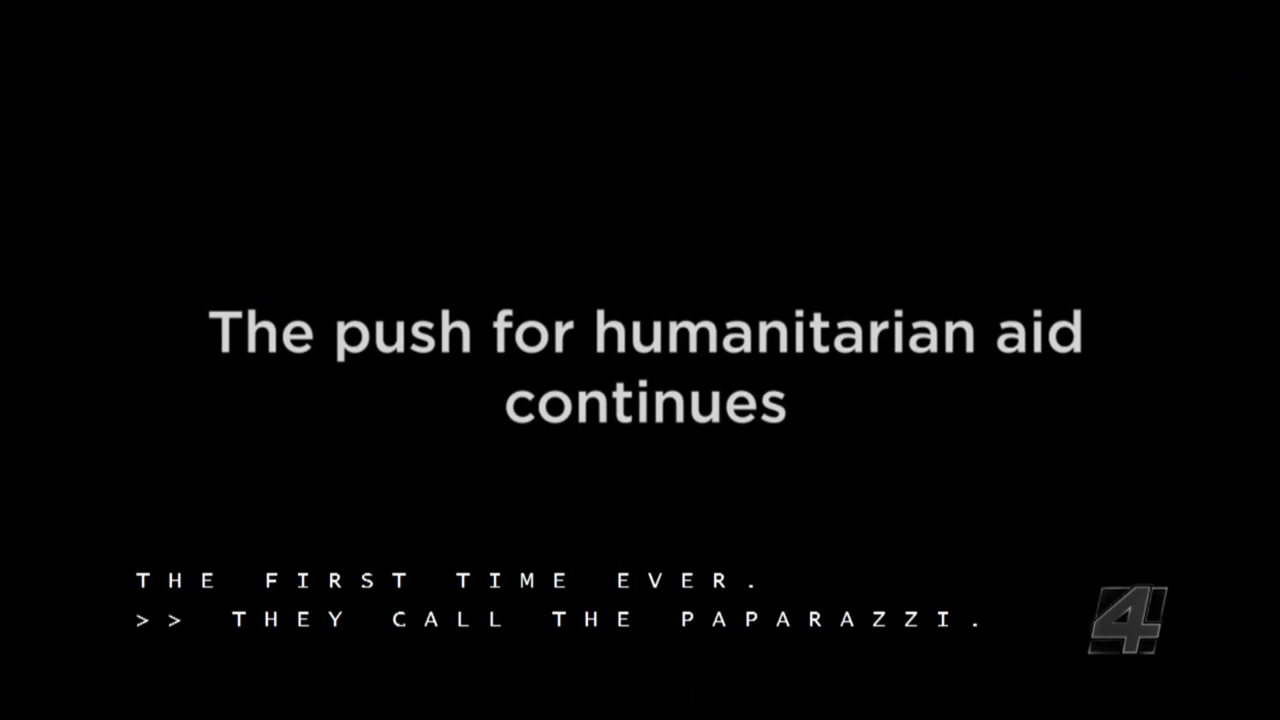 The push for humanitarian aid
continues
THE FIRST TIME EVER.
>> THEY CALL THE PAPARAZZI.
4